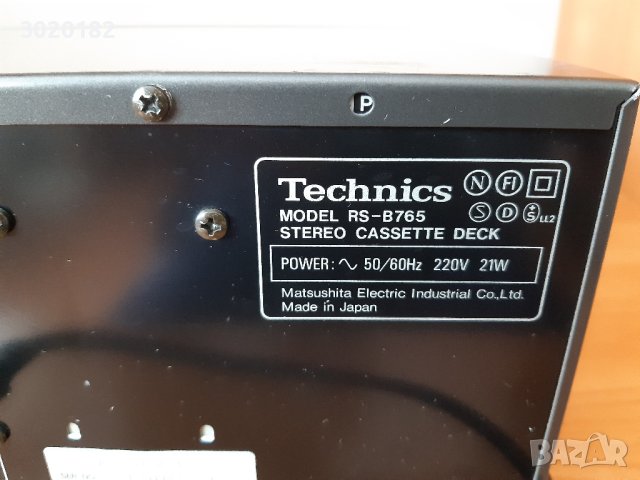 3020182
P
Technics N FI
MODEL RS-B765 S D S
STEREO CASSETTE DECK
POWER: ∿ 50/60Hz 220V 21W
Matsushita Electric Industrial Co.,Ltd.
Made in Japan
BAZAR